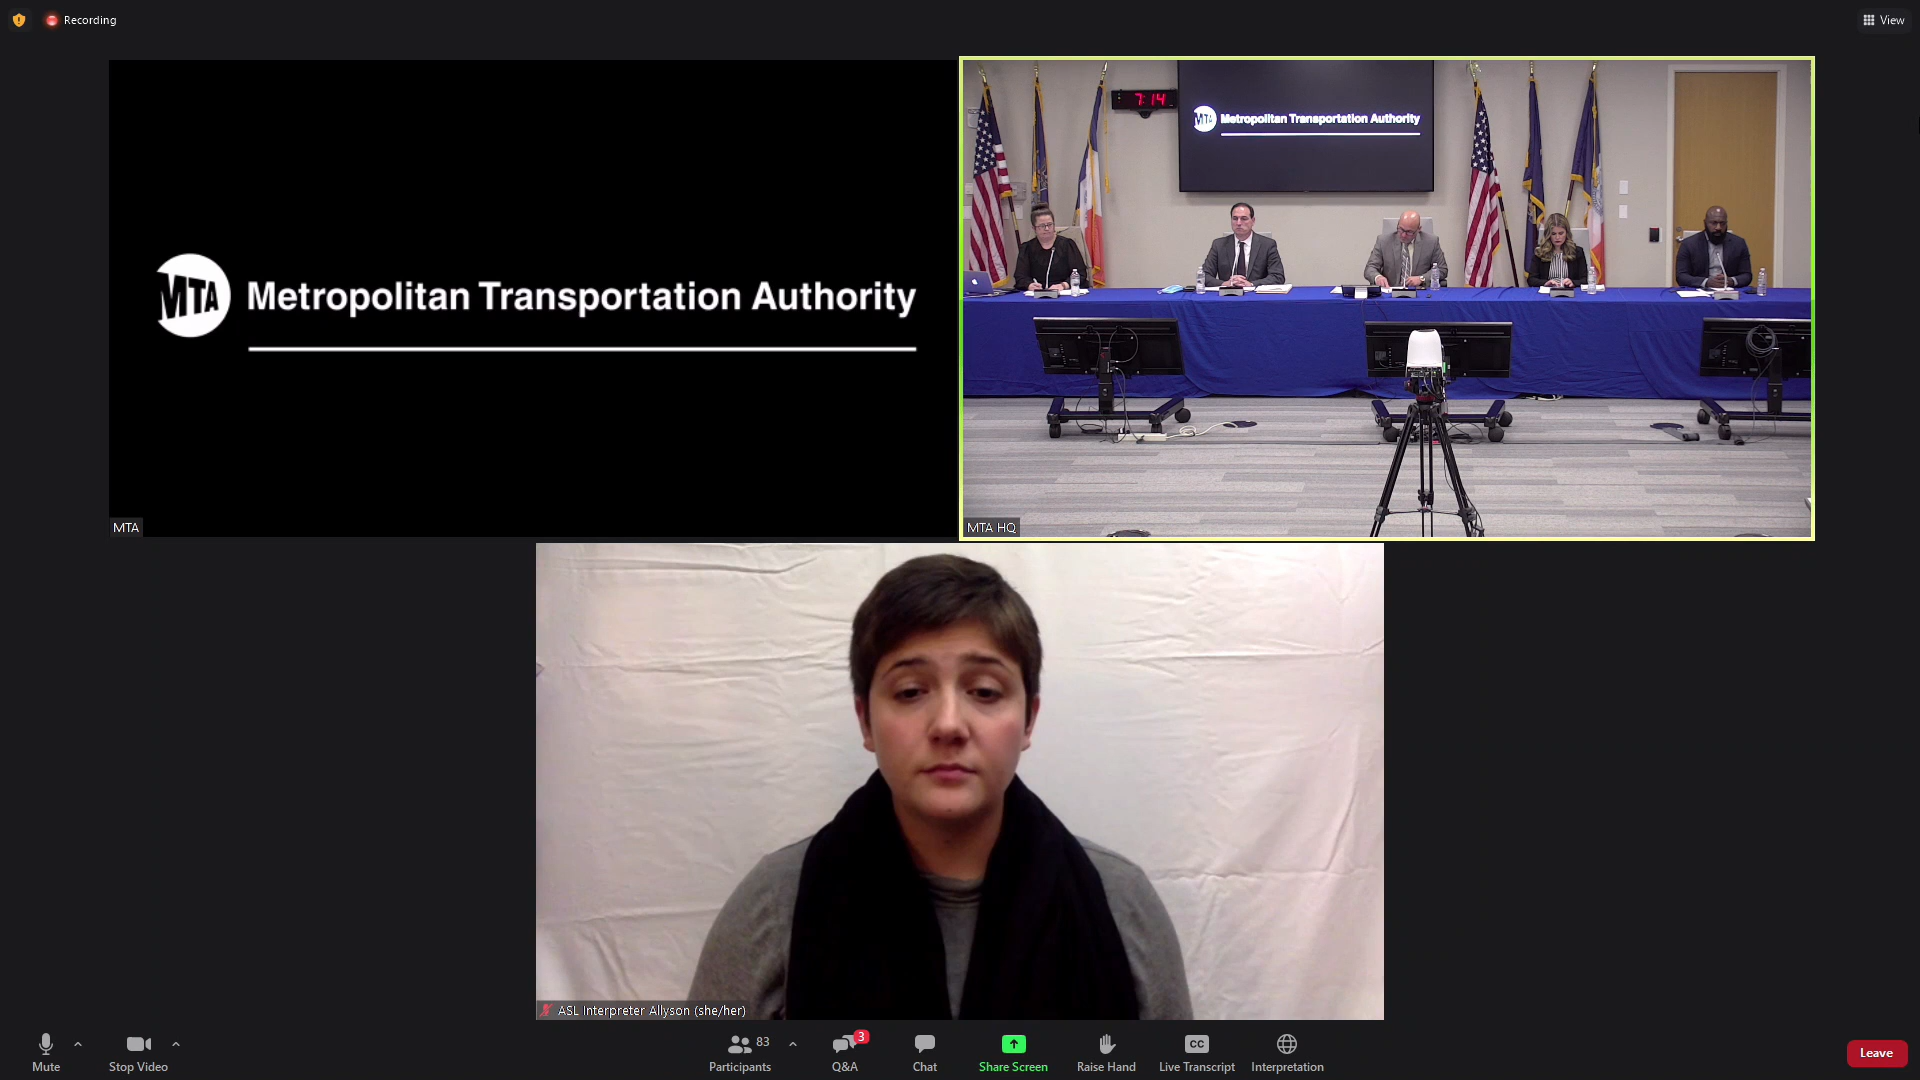 Recording
View
MTA
Metropolitan Transportation Authority
MTA
7:14
MTA
Metropolitan Transportation Authority
MTA HQ
ASL Interpreter Allyson (she/her)
Mute
Stop Video
83
Participants
3
Q&A
Chat
Share Screen
Raise Hand
CC
Live Transcript
Interpretation
Leave